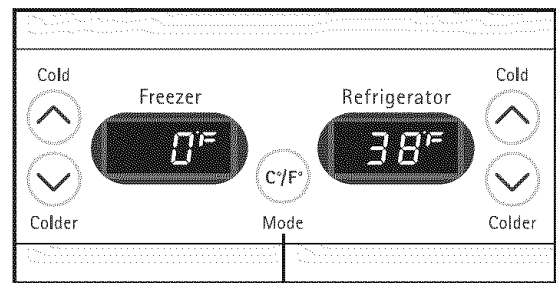 Cold
Cold
Freezer
Refrigerator
0°F
38°F
C°/F°
Colder
Mode
Colder